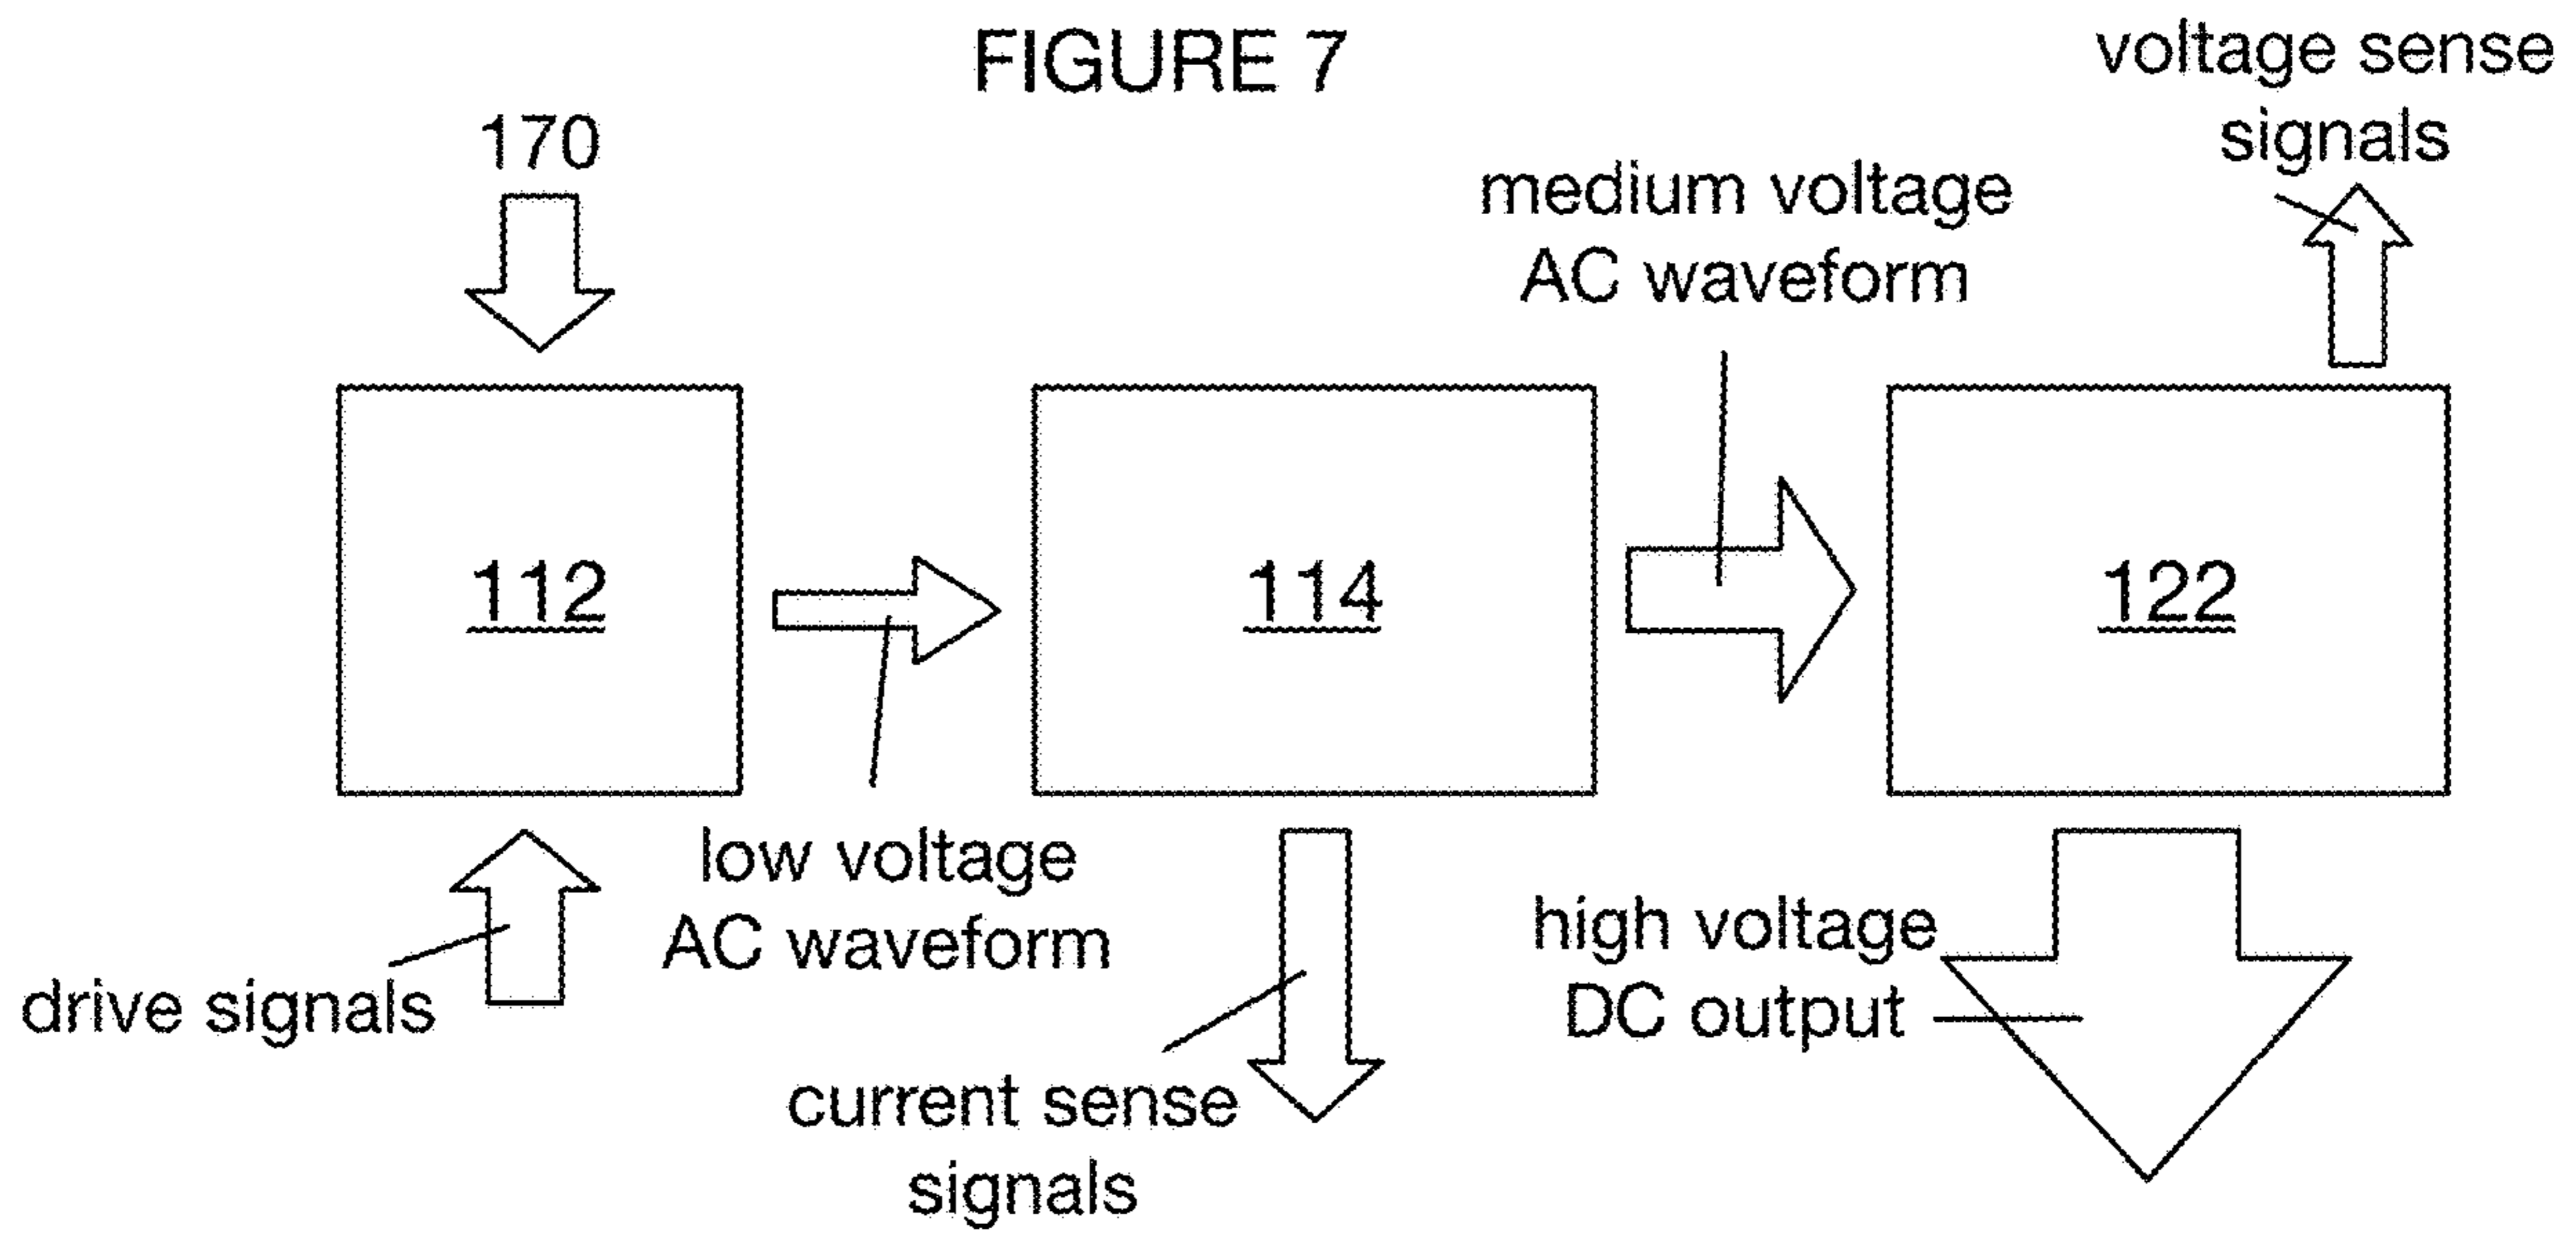 FIGURE 7
voltage sense
signals
170
medium voltage
AC waveform
112
114
122
low voltage
AC waveform
drive signals
high voltage
DC output
current sense
signals